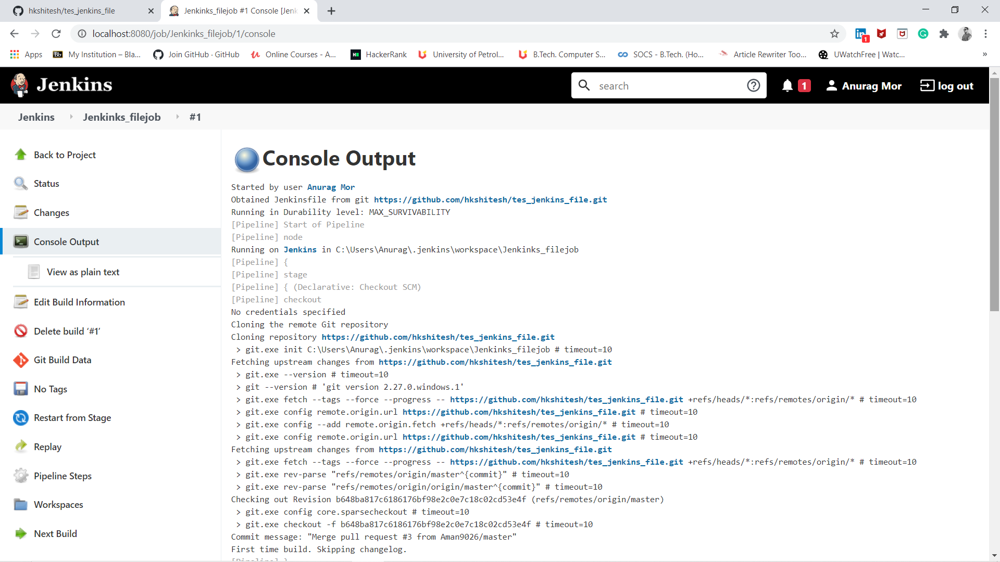 hkshitesh/tes_jenkins_file
Jenkinks_filejob #1 Console [Jenk
localhost:8080/job/Jenkinks_filejob/1/console
1
Apps
Bb My Institution – Bla...
Join GitHub · GitHub
Online Courses - A...
HackerRank
University of Petrol...
B.Tech. Computer S...
SOCS - B.Tech. (Ho...
Article Rewriter Too...
UWatchFree | Watc...
»
Jenkins
search
1
Anurag Mor
log out
Jenkins
Jenkinks_filejob
#1
Back to Project
Status
Changes
Console Output
View as plain text
Edit Build Information
Delete build ‘#1’
Git Build Data
No Tags
Restart from Stage
Replay
Pipeline Steps
Workspaces
Next Build
Console Output
Started by user Anurag Mor
Obtained Jenkinsfile from git https://github.com/hkshitesh/tes_jenkins_file.git
Running in Durability level: MAX_SURVIVABILITY
[Pipeline] Start of Pipeline
[Pipeline] node
Running on Jenkins in C:\Users\Anurag\.jenkins\workspace\Jenkinks_filejob
[Pipeline] {
[Pipeline] stage
[Pipeline] { (Declarative: Checkout SCM)
[Pipeline] checkout
No credentials specified
Cloning the remote Git repository
Cloning repository https://github.com/hkshitesh/tes_jenkins_file.git
> git.exe init C:\Users\Anurag\.jenkins\workspace\Jenkinks_filejob # timeout=10
Fetching upstream changes from https://github.com/hkshitesh/tes_jenkins_file.git
> git.exe --version # timeout=10
> git --version # 'git version 2.27.0.windows.1'
> git.exe fetch --tags --force --progress -- https://github.com/hkshitesh/tes_jenkins_file.git +refs/heads/*:refs/remotes/origin/* # timeout=10
> git.exe config remote.origin.url https://github.com/hkshitesh/tes_jenkins_file.git # timeout=10
> git.exe config --add remote.origin.fetch +refs/heads/*:refs/remotes/origin/* # timeout=10
> git.exe config remote.origin.url https://github.com/hkshitesh/tes_jenkins_file.git # timeout=10
Fetching upstream changes from https://github.com/hkshitesh/tes_jenkins_file.git
> git.exe fetch --tags --force --progress -- https://github.com/hkshitesh/tes_jenkins_file.git +refs/heads/*:refs/remotes/origin/* # timeout=10
> git.exe rev-parse "refs/remotes/origin/master^{commit}" # timeout=10
> git.exe rev-parse "refs/remotes/origin/origin/master^{commit}" # timeout=10
Checking out Revision b648ba817c6186176bf98e2c0e7c18c02cd53e4f (refs/remotes/origin/master)
> git.exe config core.sparsecheckout # timeout=10
> git.exe checkout -f b648ba817c6186176bf98e2c0e7c18c02cd53e4f # timeout=10
Commit message: "Merge pull request #3 from Aman9026/master"
First time build. Skipping changelog.
[Pipeline] }